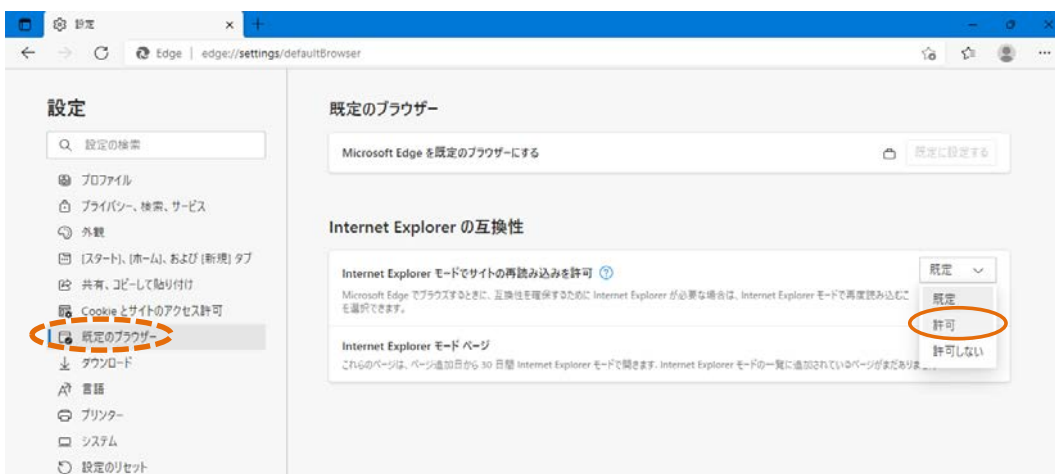 設定
Edge | edge://settings/defaultBrowser
設定
設定の検索
プロファイル
プライバシー、検索、サービス
外観
[スタート]、[ホーム]、および [新規] タブ
共有、コピーして貼り付け
Cookie とサイトのアクセス許可
既定のブラウザー
ダウンロード
言語
プリンター
システム
設定のリセット
既定のブラウザー
Microsoft Edge を既定のブラウザーにする
既定に設定する
Internet Explorer の互換性
Internet Explorer モードでサイトの再読み込みを許可
既定
Microsoft Edge でブラウズするときに、互換性を確保するために Internet Explorer が必要な場合は、Internet Explorer モードで再度読み込むこ
を選択できます。
既定
許可
許可しない
Internet Explorer モード ページ
これらのページは、ページ追加日から 30 日間 Internet Explorer モードで開きます. Internet Explorer モードの一覧に追加されているページがまだありま